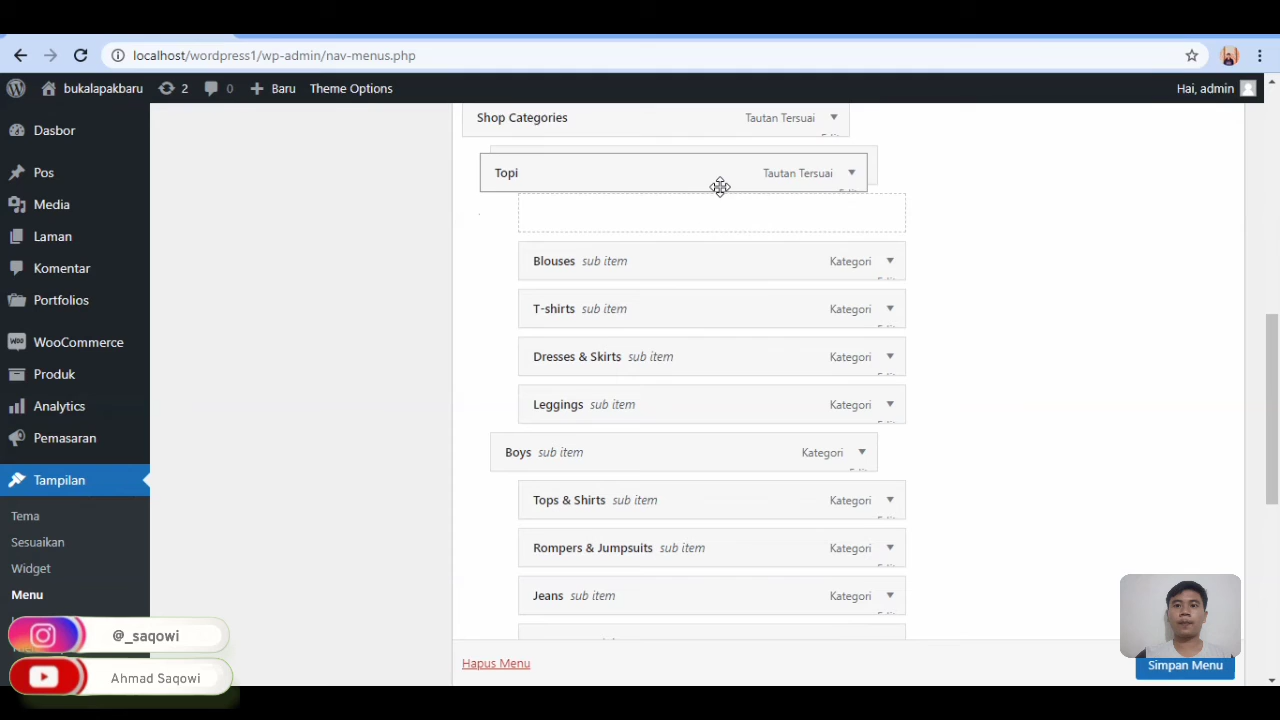 localhost/wordpress1/wp-admin/nav-menus.php
bukalapakbaru 2 0 Baru Theme Options Hai, admin
Dasbor
Pos
Media
Laman
Komentar
Portfolios
WooCommerce
Produk
Analytics
Pemasaran
Tampilan
Tema
Sesuaikan
Widget
Menu
Shop Categories Tautan Tersuai
Topi Tautan Tersuai
Blouses sub item Kategori
T-shirts sub item Kategori
Dresses & Skirts sub item Kategori
Leggings sub item Kategori
Boys sub item Kategori
Tops & Shirts sub item Kategori
Rompers & Jumpsuits sub item Kategori
Jeans sub item Kategori
Hapus Menu
Simpan Menu
@_saqowi
Ahmad Saqowi